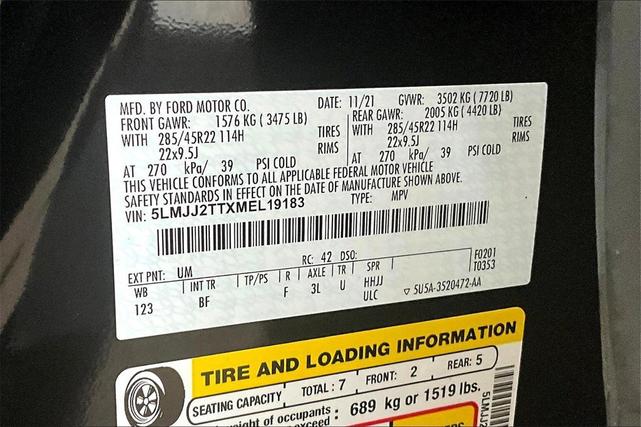 MFD. BY FORD MOTOR CO. DATE: 11/21 GVWR: 3502 KG (7720 LB)
FRONT GAWR: 1576 KG (3475 LB) REAR GAWR: 2005 KG (4420 LB)
WITH 285/45R22 114H TIRES WITH 285/45R22 114H TIRES
22x9.5J RIMS 22x9.5J RIMS
AT 270 kPa/ 39 PSI COLD AT 270 kPa/ 39 PSI COLD
THIS VEHICLE CONFORMS TO ALL APPLICABLE FEDERAL MOTOR VEHICLE
SAFETY STANDARDS IN EFFECT ON THE DATE OF MANUFACTURE SHOWN ABOVE.
VIN: 5LMJJ2TTXMEL19183 TYPE: MPV
EXT PNT: UM RC: 42 DSO: F0201
T0353
WB INT TR TP/PS R AXLE TR SPR
123 BF F 3L U HHJJ
ULC ▽ 5U5A-3520472-AA
TIRE AND LOADING INFORMATION
SEATING CAPACITY TOTAL: 7 FRONT: 2 REAR: 5
weight of occupants
exceed : 689 kg or 1519 lbs.
5LMJJ2